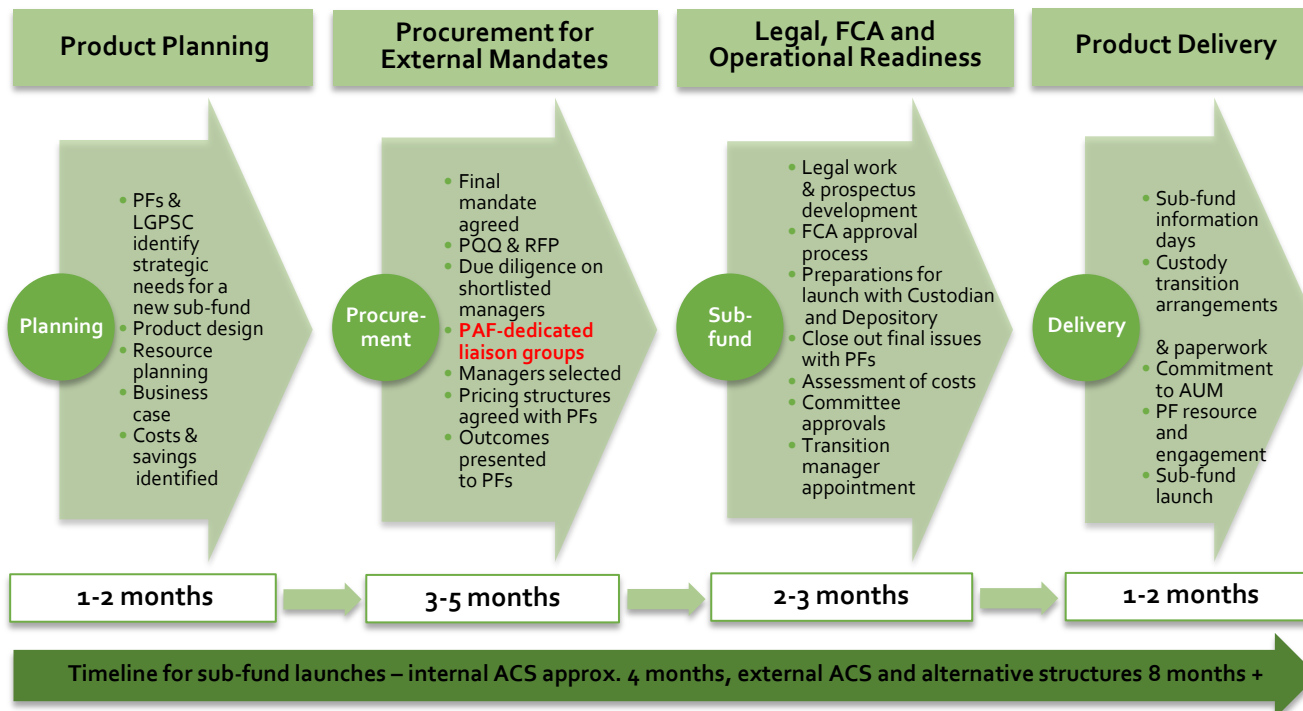 Product Planning
Procurement for
External Mandates
Legal, FCA and
Operational Readiness
Product Delivery
Planning
• PFs &
LGPSC
identify
strategic
needs for a
new sub-fund
• Product design
• Resource
planning
• Business
case
• Costs &
savings
identified
Procure-
ment
• Final
mandate
agreed
• PQQ & RFP
• Due diligence on
shortlisted
managers
• PAF-dedicated
liaison groups
• Managers selected
• Pricing structures
agreed with PFs
• Outcomes
presented
to PFs
Sub-
fund
• Legal work
& prospectus
development
• FCA approval
process
• Preparations for
launch with Custodian
and Depository
• Close out final issues
with PFs
• Assessment of costs
• Committee
approvals
• Transition
manager
appointment
Delivery
• Sub-fund
information
days
• Custody
transition
arrangements
& paperwork
• Commitment
to AUM
• PF resource
and
engagement
• Sub-fund
launch
1-2 months
3-5 months
2-3 months
1-2 months
Timeline for sub-fund launches – internal ACS approx. 4 months, external ACS and alternative structures 8 months +